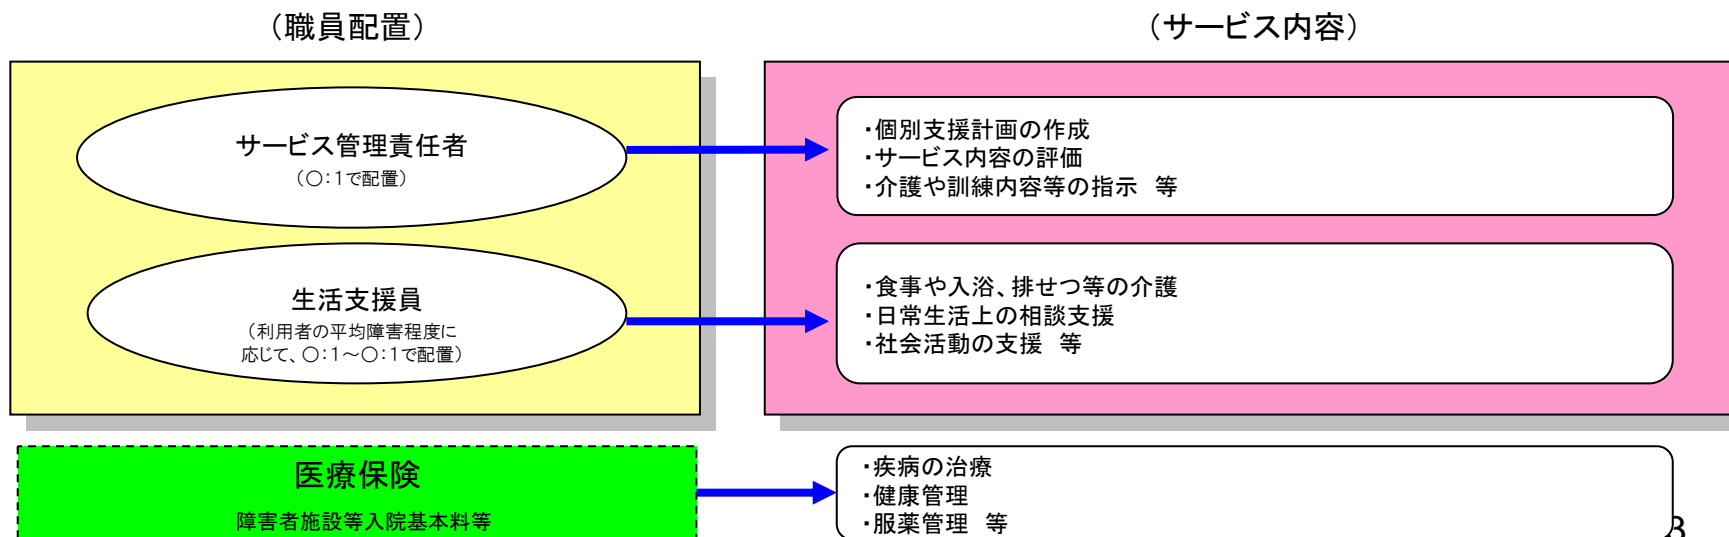 （職員配置）
（サービス内容）
サービス管理責任者
（○：1で配置）
・個別支援計画の作成
・サービス内容の評価
・介護や訓練内容等の指示　等
生活支援員
（利用者の平均障害程度に
応じて、○：1～○：1で配置）
・食事や入浴、排せつ等の介護
・日常生活上の相談支援
・社会活動の支援　等
医療保険
障害者施設等入院基本料等
・疾病の治療
・健康管理
・服薬管理　等